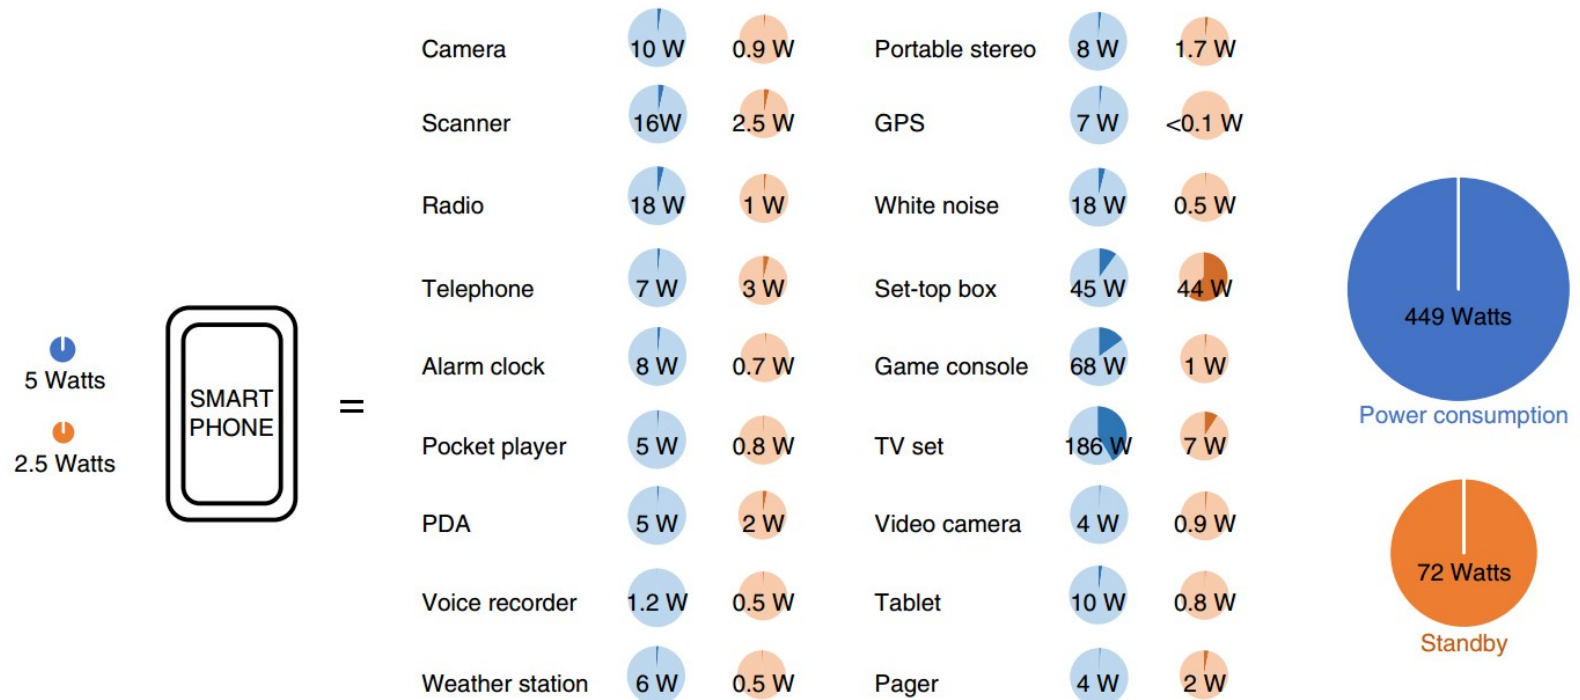 5 Watts
2.5 Watts
SMART
PHONE
=
Camera 10 W 0.9 W
Scanner 16W 2.5 W
Radio 18 W 1 W
Telephone 7 W 3 W
Alarm clock 8 W 0.7 W
Pocket player 5 W 0.8 W
PDA 5 W 2 W
Voice recorder 1.2 W 0.5 W
Weather station 6 W 0.5 W
Portable stereo 8 W 1.7 W
GPS 7 W <0.1 W
White noise 18 W 0.5 W
Set-top box 45 W 44 W
Game console 68 W 1 W
TV set 186 W 7 W
Video camera 4 W 0.9 W
Tablet 10 W 0.8 W
Pager 4 W 2 W
449 Watts
Power consumption
72 Watts
Standby